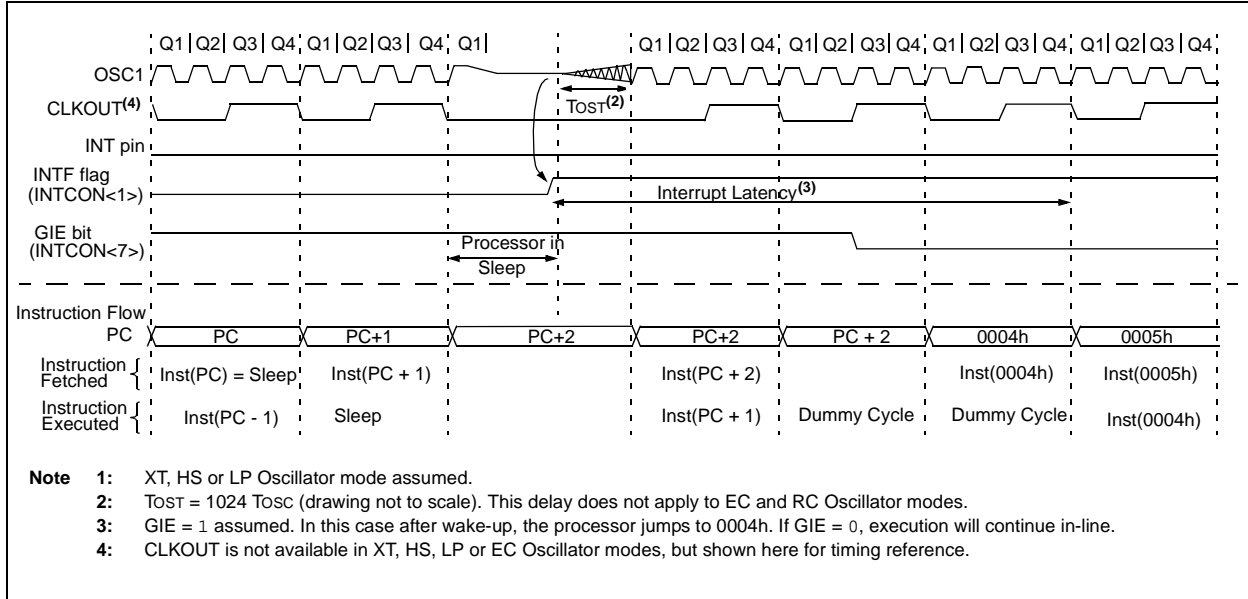 Q1 Q2 Q3 Q4 Q1 Q2 Q3 Q4 Q1 Q1 Q2 Q3 Q4 Q1 Q2 Q3 Q4 Q1 Q2 Q3 Q4 Q1 Q2 Q3 Q4
OSC1
CLKOUT(4)
TOST(2)
INT pin
INTF flag
(INTCON<1>)
Interrupt Latency(3)
GIE bit
(INTCON<7>)
Processor in
Sleep
Instruction Flow
PC PC PC+1 PC+2 PC+2 PC + 2 0004h 0005h
Instruction
Fetched
Inst(PC) = Sleep Inst(PC + 1) Inst(PC + 2) Inst(0004h) Inst(0005h)
Instruction
Executed
Inst(PC - 1) Sleep Inst(PC + 1) Dummy Cycle Dummy Cycle Inst(0004h)
Note 1: XT, HS or LP Oscillator mode assumed.
2: TOST = 1024 TOSC (drawing not to scale). This delay does not apply to EC and RC Oscillator modes.
3: GIE = 1 assumed. In this case after wake-up, the processor jumps to 0004h. If GIE = 0, execution will continue in-line.
4: CLKOUT is not available in XT, HS, LP or EC Oscillator modes, but shown here for timing reference.